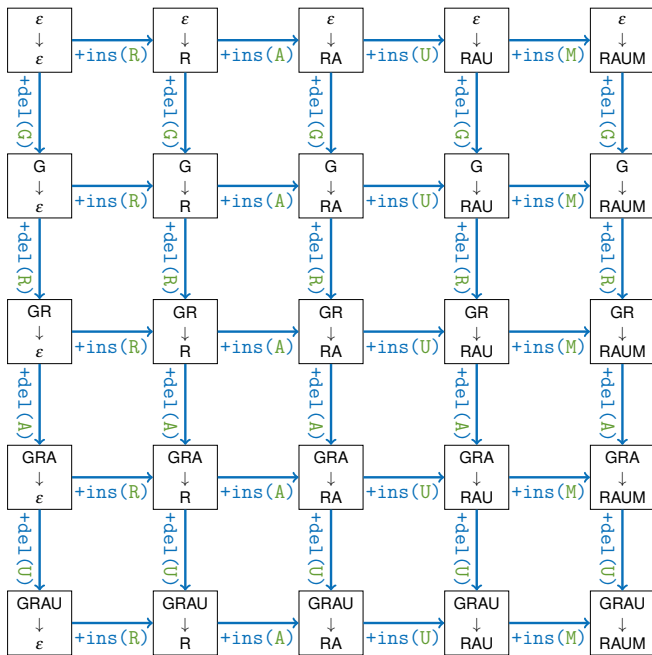 ε ε ε ε ε
↓ ↓ ↓ ↓ ↓
ε R RA RAU RAUM
+ins(R) +ins(A) +ins(U) +ins(M)
+del(G) +del(G) +del(G) +del(G) +del(G)
G G G G G
↓ ↓ ↓ ↓ ↓
ε R RA RAU RAUM
+ins(R) +ins(A) +ins(U) +ins(M)
+del(R) +del(R) +del(R) +del(R) +del(R)
GR GR GR GR GR
↓ ↓ ↓ ↓ ↓
ε R RA RAU RAUM
+ins(R) +ins(A) +ins(U) +ins(M)
+del(A) +del(A) +del(A) +del(A) +del(A)
GRA GRA GRA GRA GRA
↓ ↓ ↓ ↓ ↓
ε R RA RAU RAUM
+ins(R) +ins(A) +ins(U) +ins(M)
+del(U) +del(U) +del(U) +del(U) +del(U)
GRAU GRAU GRAU GRAU GRAU
↓ ↓ ↓ ↓ ↓
ε R RA RAU RAUM
+ins(R) +ins(A) +ins(U) +ins(M)